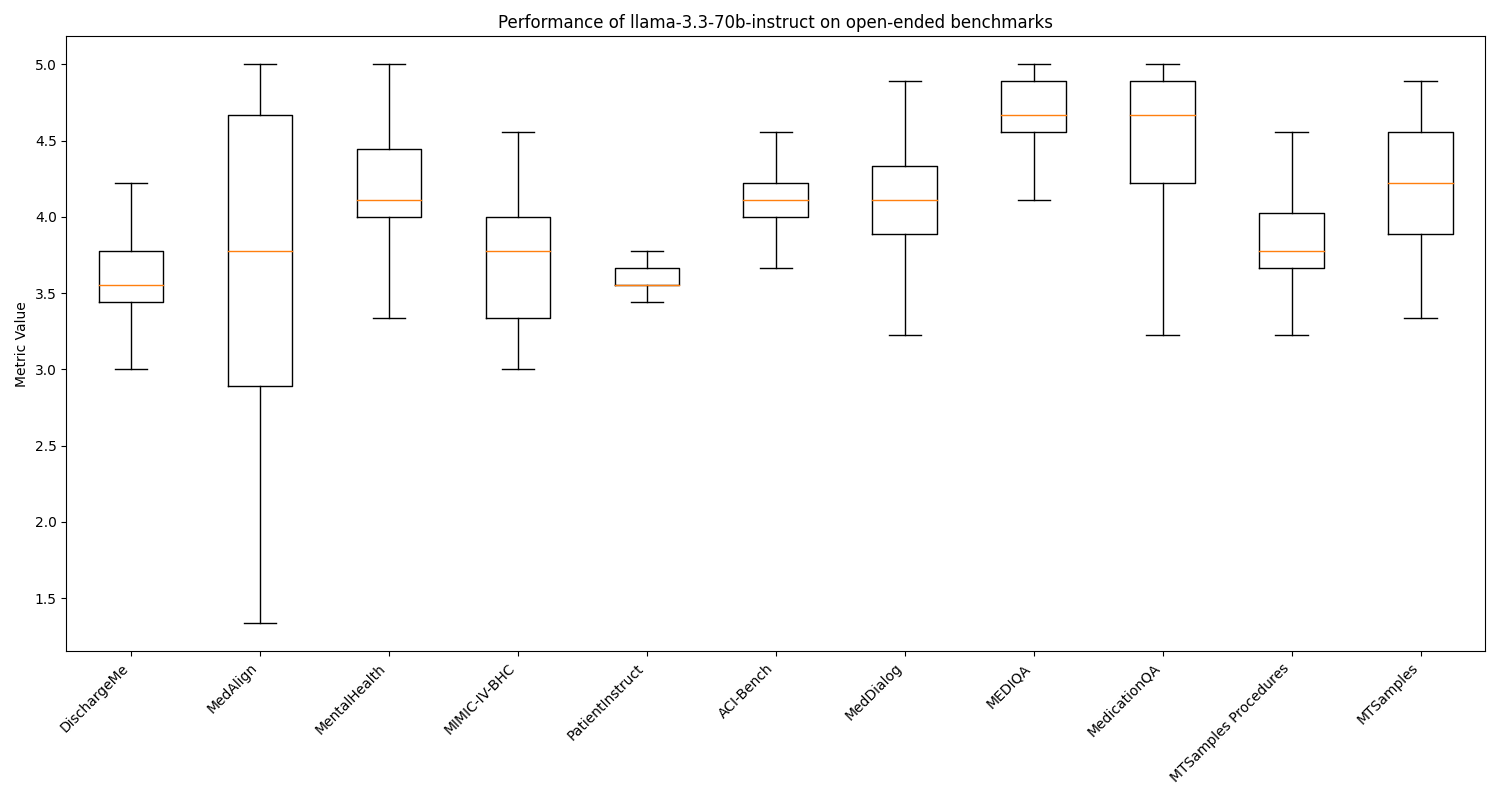 Performance of llama-3.3-70b-instruct on open-ended benchmarks
Metric Value
5.0
4.5
4.0
3.5
3.0
2.5
2.0
1.5
DischargeMe
MedAlign
MentalHealth
MIMIC-IV-BHC
PatientInstruct
ACI-Bench
MedDialog
MEDIQA
MedicationQA
MTSamples Procedures
MTSamples